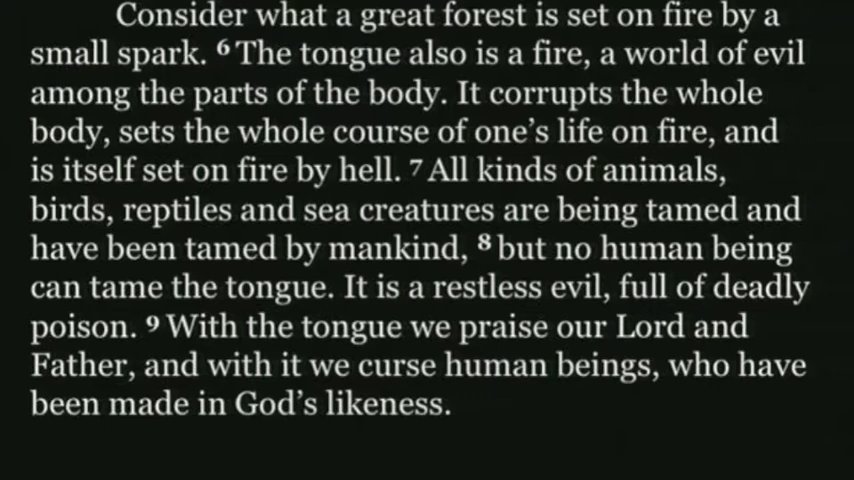 Consider what a great forest is set on fire by a
small spark. 6 The tongue also is a fire, a world of evil
among the parts of the body. It corrupts the whole
body, sets the whole course of one’s life on fire, and
is itself set on fire by hell. 7 All kinds of animals,
birds, reptiles and sea creatures are being tamed and
have been tamed by mankind, 8 but no human being
can tame the tongue. It is a restless evil, full of deadly
poison. 9 With the tongue we praise our Lord and
Father, and with it we curse human beings, who have
been made in God’s likeness.